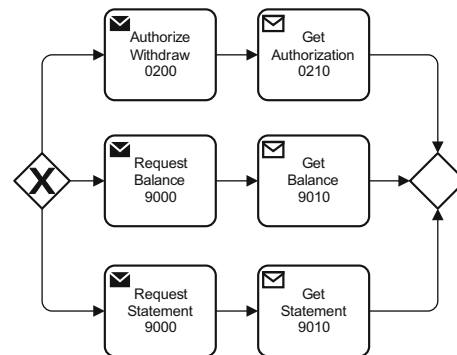 Authorize
Withdraw
0200
Get
Authorization
0210
Request
Balance
9000
Get
Balance
9010
Request
Statement
9000
Get
Statement
9010